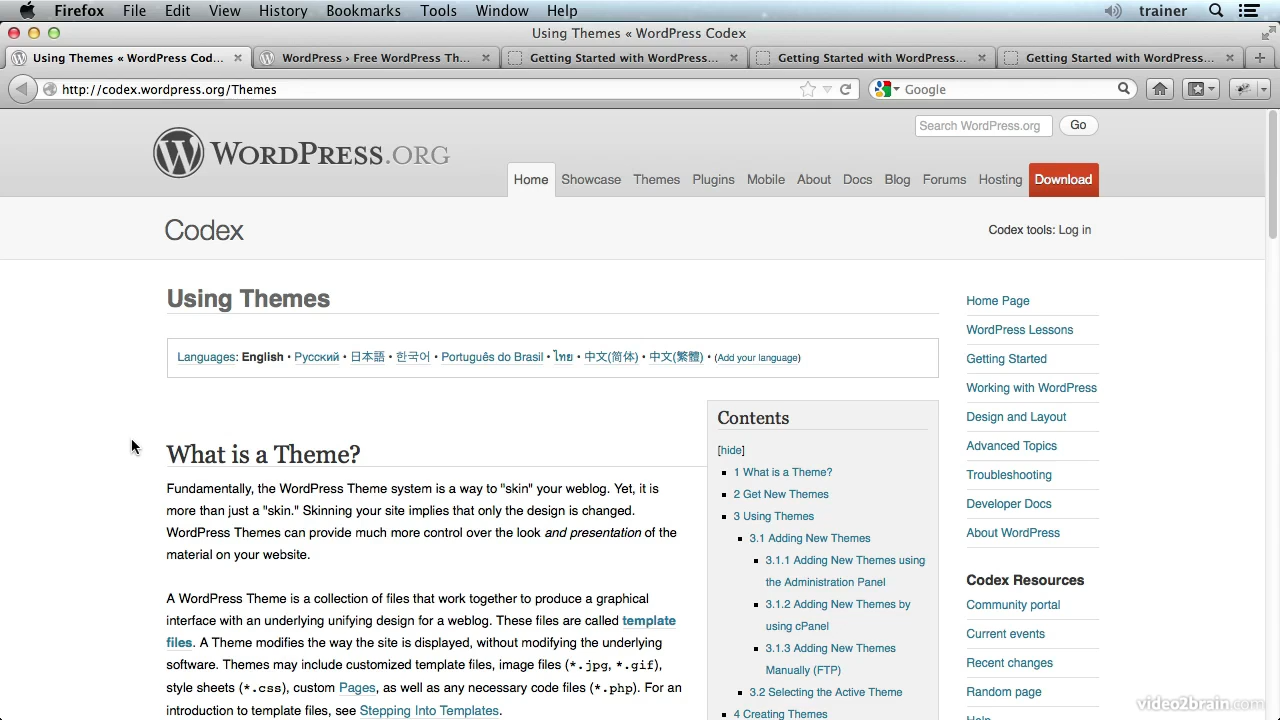 Firefox File Edit View History Bookmarks Tools Window Help trainer
Using Themes « WordPress Codex
Using Themes « WordPress Cod... WordPress › Free WordPress Th... Getting Started with WordPress... Getting Started with WordPress... Getting Started with WordPress...
http://codex.wordpress.org/Themes Google
Search WordPress.org Go
WORDPRESS.ORG
Home Showcase Themes Plugins Mobile About Docs Blog Forums Hosting Download
Codex
Codex tools: Log in
Using Themes
Languages: English • Русский • 日本語 • 한국어 • Português do Brasil • ไทย • 中文(简体) • 中文(繁體) • (Add your language)
What is a Theme?
Fundamentally, the WordPress Theme system is a way to "skin" your weblog. Yet, it is
more than just a "skin." Skinning your site implies that only the design is changed.
WordPress Themes can provide much more control over the look and presentation of the
material on your website.
A WordPress Theme is a collection of files that work together to produce a graphical
interface with an underlying unifying design for a weblog. These files are called template
files. A Theme modifies the way the site is displayed, without modifying the underlying
software. Themes may include customized template files, image files (*.jpg, *.gif),
style sheets (*.css), custom Pages, as well as any necessary code files (*.php). For an
introduction to template files, see Stepping Into Templates.
Contents
[hide]
1 What is a Theme?
2 Get New Themes
3 Using Themes
3.1 Adding New Themes
3.1.1 Adding New Themes using
the Administration Panel
3.1.2 Adding New Themes by
using cPanel
3.1.3 Adding New Themes
Manually (FTP)
3.2 Selecting the Active Theme
4 Creating Themes
Home Page
WordPress Lessons
Getting Started
Working with WordPress
Design and Layout
Advanced Topics
Troubleshooting
Developer Docs
About WordPress
Codex Resources
Community portal
Current events
Recent changes
Random page
Help
video2brain.com